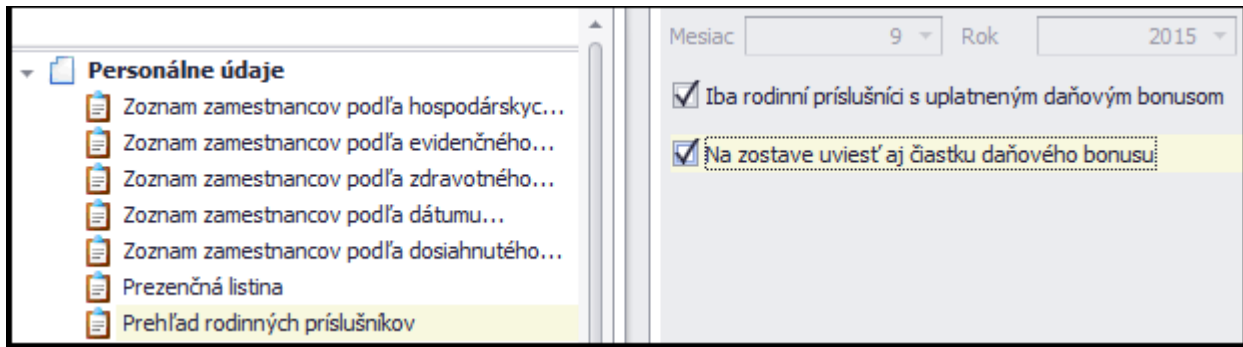 Personálne údaje
Zoznam zamestnancov podľa hospodárskyc...
Zoznam zamestnancov podľa evidenčného...
Zoznam zamestnancov podľa zdravotného...
Zoznam zamestnancov podľa dátumu...
Zoznam zamestnancov podľa dosiahnutého...
Prezenčná listina
Prehľad rodinných príslušníkov
Mesiac 9 Rok 2015
Iba rodinní príslušníci s uplatneným daňovým bonusom
Na zostave uviesť aj čiastku daňového bonusu